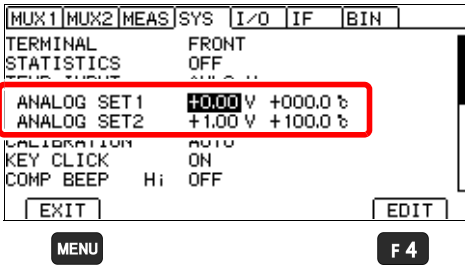 MUX1 MUX2 MEAS SYS I/O IF BIN
TERMINAL FRONT
STATISTICS OFF
ANALOG SET1 +0.00 V +000.0 ℃
ANALOG SET2 +1.00 V +100.0 ℃
CALIBRATION AUTO
KEY CLICK ON
COMP BEEP Hi OFF
EXIT EDIT
MENU F 4